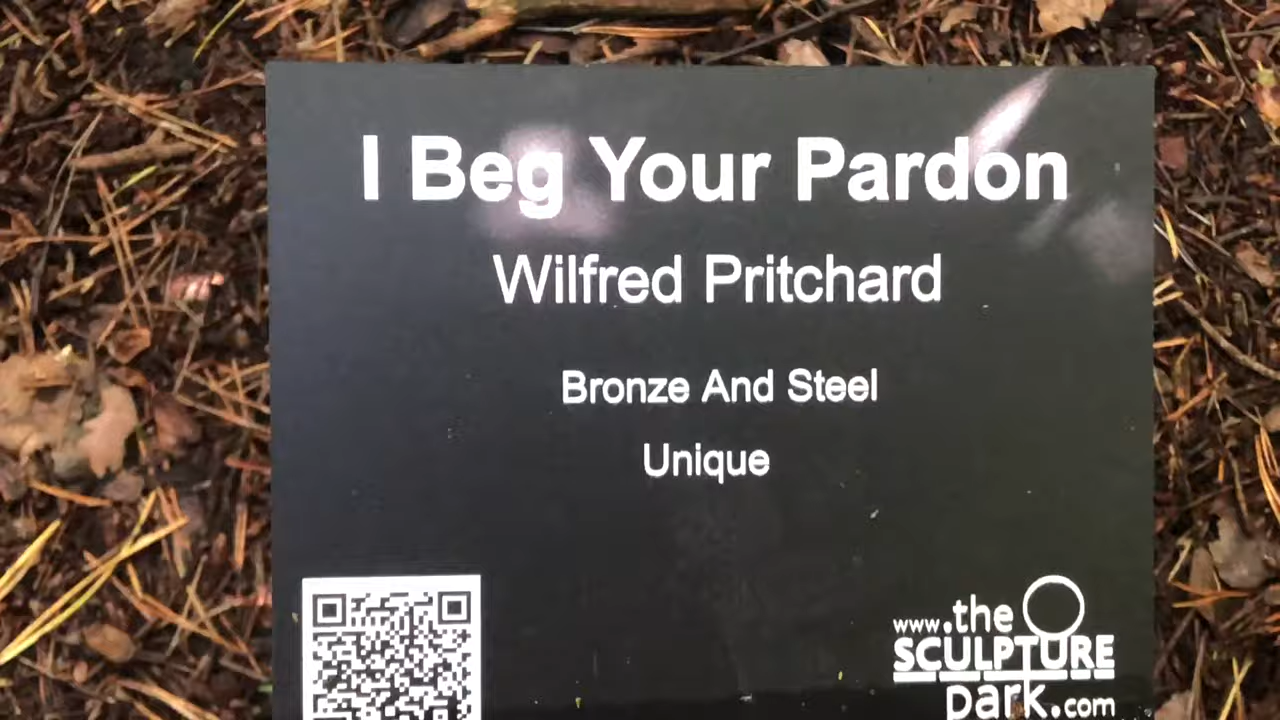 I Beg Your Pardon
Wilfred Pritchard
Bronze And Steel
Unique
www.the
SCULPTURE
park.com